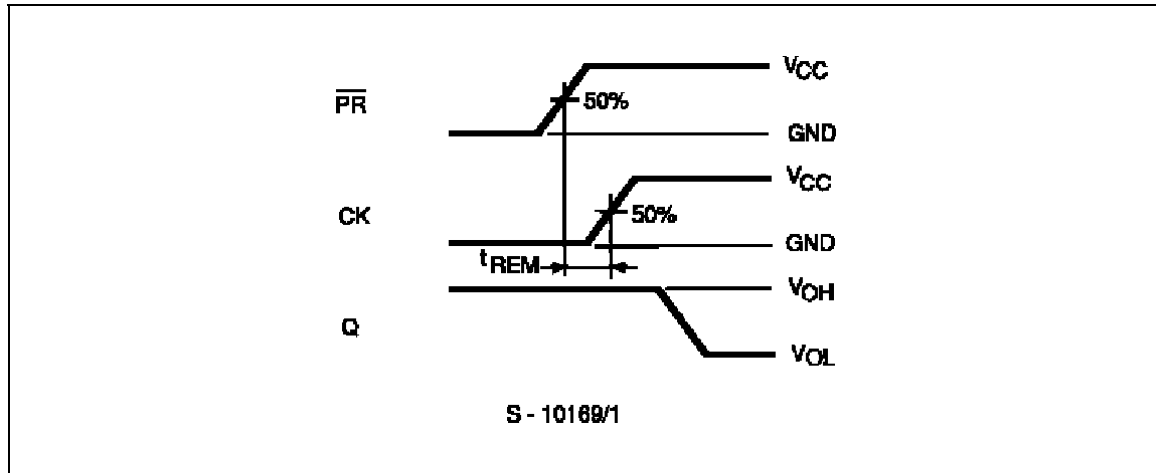 VCC
PR
50%
GND
VCC
CK
50%
GND
tREM
VOH
Q
VOL
S - 10169/1